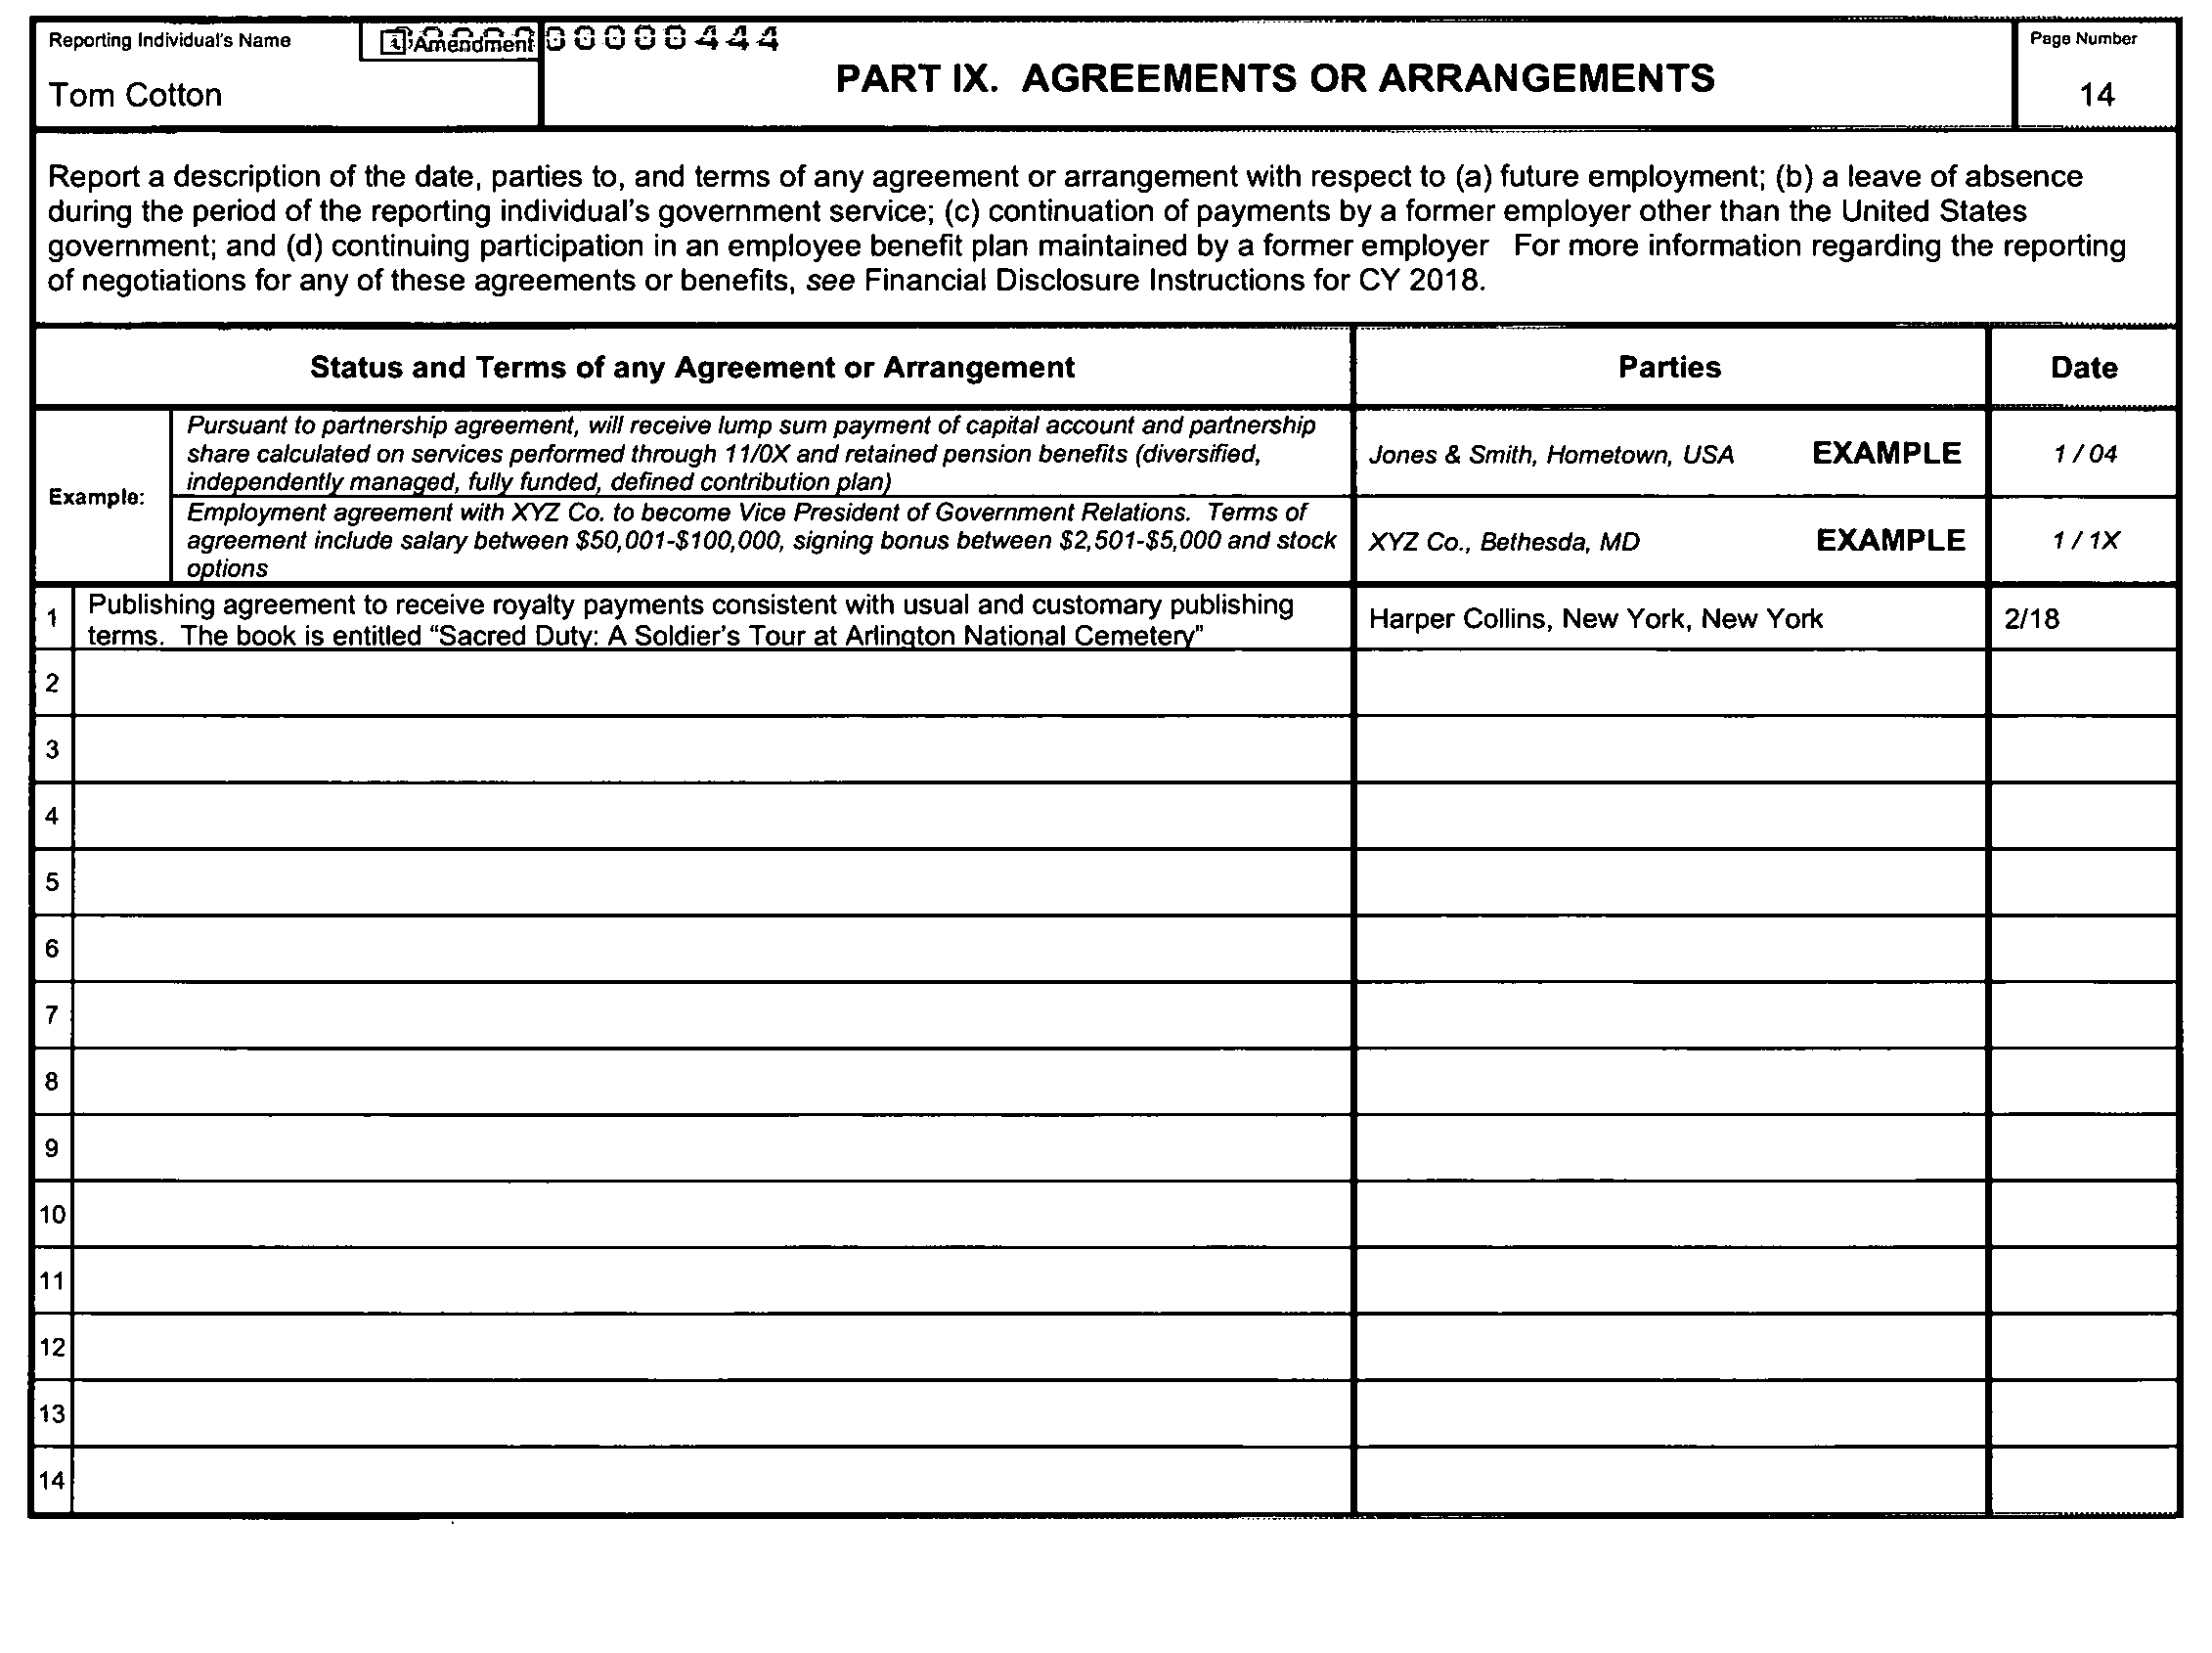 Reporting Individual's Name
Amendment
Page Number
Tom Cotton
PART IX. AGREEMENTS OR ARRANGEMENTS
14
Report a description of the date, parties to, and terms of any agreement or arrangement with respect to (a) future employment; (b) a leave of absence
during the period of the reporting individual's government service; (c) continuation of payments by a former employer other than the United States
government; and (d) continuing participation in an employee benefit plan maintained by a former employer For more information regarding the reporting
of negotiations for any of these agreements or benefits, see Financial Disclosure Instructions for CY 2018.
Status and Terms of any Agreement or Arrangement Parties Date
Example:
Pursuant to partnership agreement, will receive lump sum payment of capital account and partnership
share calculated on services performed through 11/0X and retained pension benefits (diversified,
independently managed, fully funded, defined contribution plan)
Jones & Smith, Hometown, USA EXAMPLE 1 / 04
Employment agreement with XYZ Co. to become Vice President of Government Relations. Terms of
agreement include salary between $50,001-$100,000, signing bonus between $2,501-$5,000 and stock
options
XYZ Co., Bethesda, MD EXAMPLE 1 / 1X
1
Publishing agreement to receive royalty payments consistent with usual and customary publishing
terms. The book is entitled “Sacred Duty: A Soldier's Tour at Arlington National Cemetery”
Harper Collins, New York, New York 2/18
2
3
4
5
6
7
8
9
10
11
12
13
14